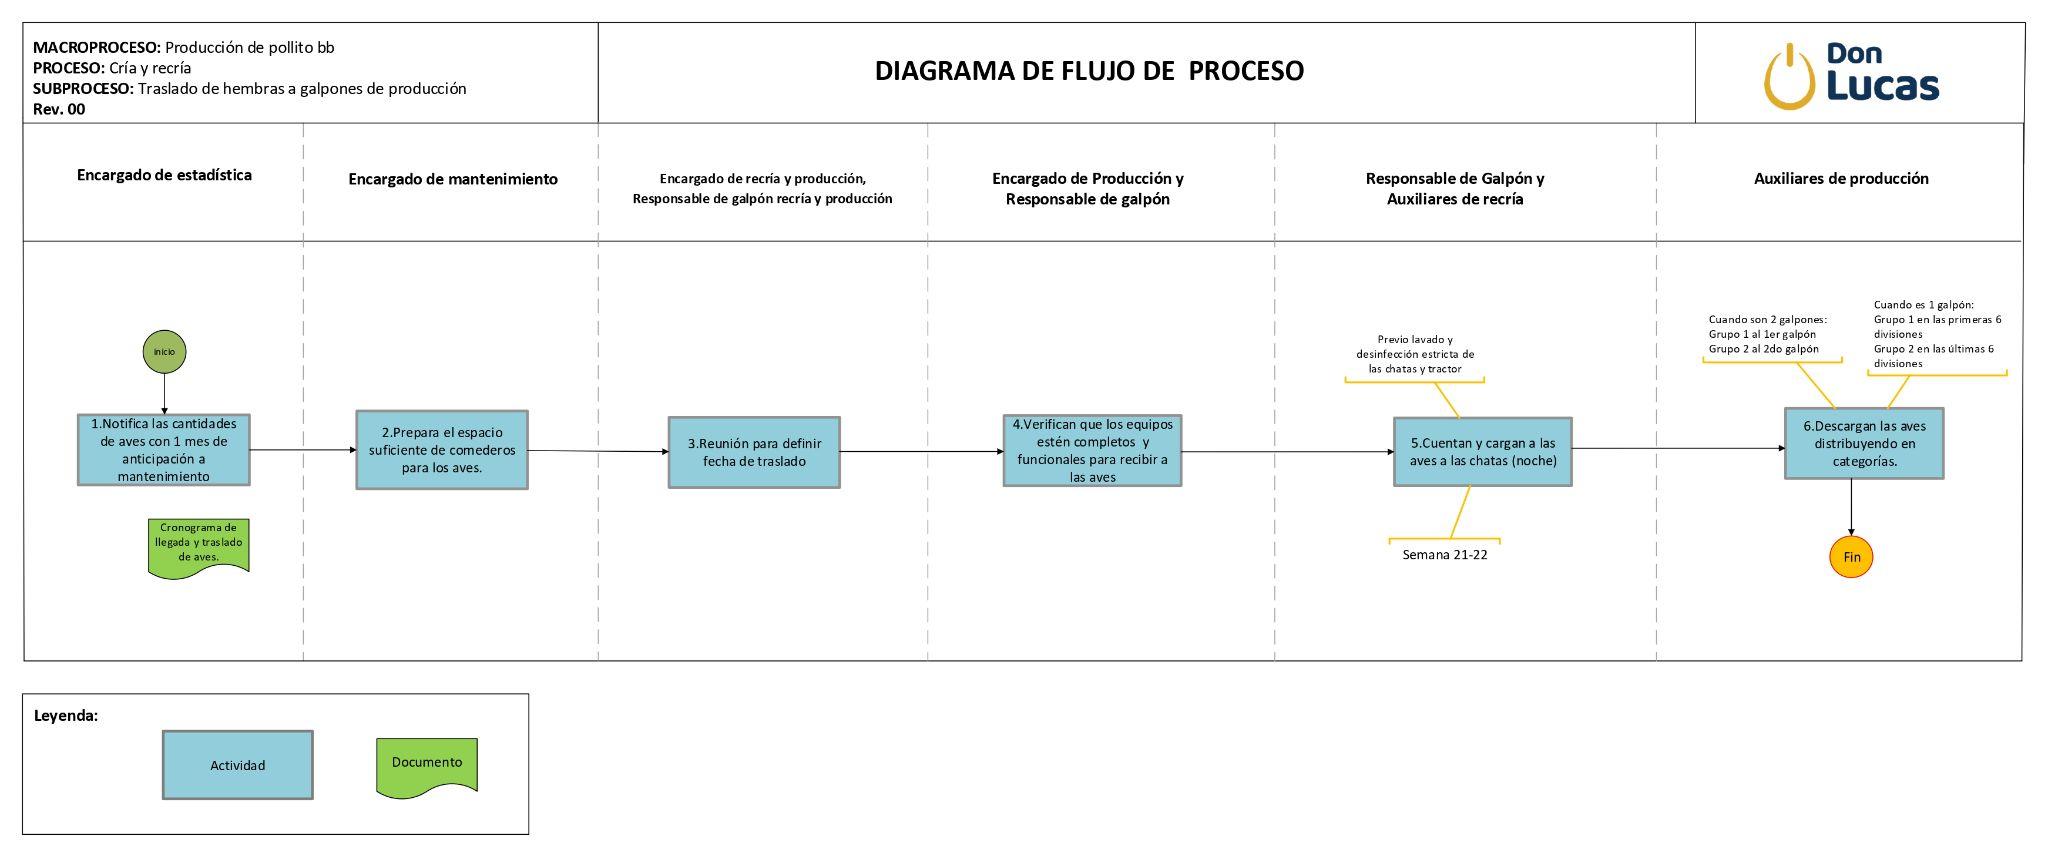 MACROPROCESO: Producción de pollito bb
PROCESO: Cría y recría
SUBPROCESO: Traslado de hembras a galpones de producción
Rev. 00
DIAGRAMA DE FLUJO DE PROCESO
Don
Lucas
Encargado de estadística
Encargado de mantenimiento
Encargado de recría y producción,
Responsable de galpón recría y producción
Encargado de Producción y
Responsable de galpón
Responsable de Galpón y
Auxiliares de recría
Auxiliares de producción
inicio
1.Notifica las cantidades
de aves con 1 mes de
anticipación a
mantenimiento
Cronograma de
llegada y traslado
de aves.
2.Prepara el espacio
suficiente de comederos
para los aves.
3.Reunión para definir
fecha de traslado
4.Verifican que los equipos
estén completos y
funcionales para recibir a
las aves
Previo lavado y
desinfección estricta de
las chatas y tractor
5.Cuentan y cargan a las
aves a las chatas (noche)
Semana 21-22
Cuando son 2 galpones:
Grupo 1 al 1er galpón
Grupo 2 al 2do galpón
Cuando es 1 galpón:
Grupo 1 en las primeras 6
divisiones
Grupo 2 en las últimas 6
divisiones
6.Descargan las aves
distribuyendo en
categorías.
Fin
Leyenda:
Actividad
Documento